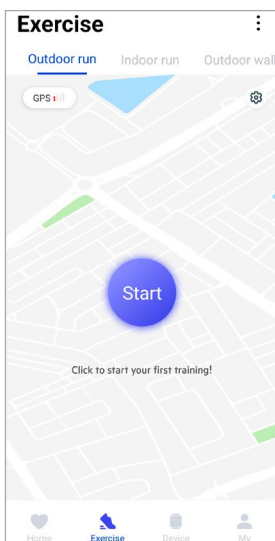 Exercise
Outdoor run Indoor run Outdoor wal
GPS
Start
Click to start your first training!
Home Exercise Device My